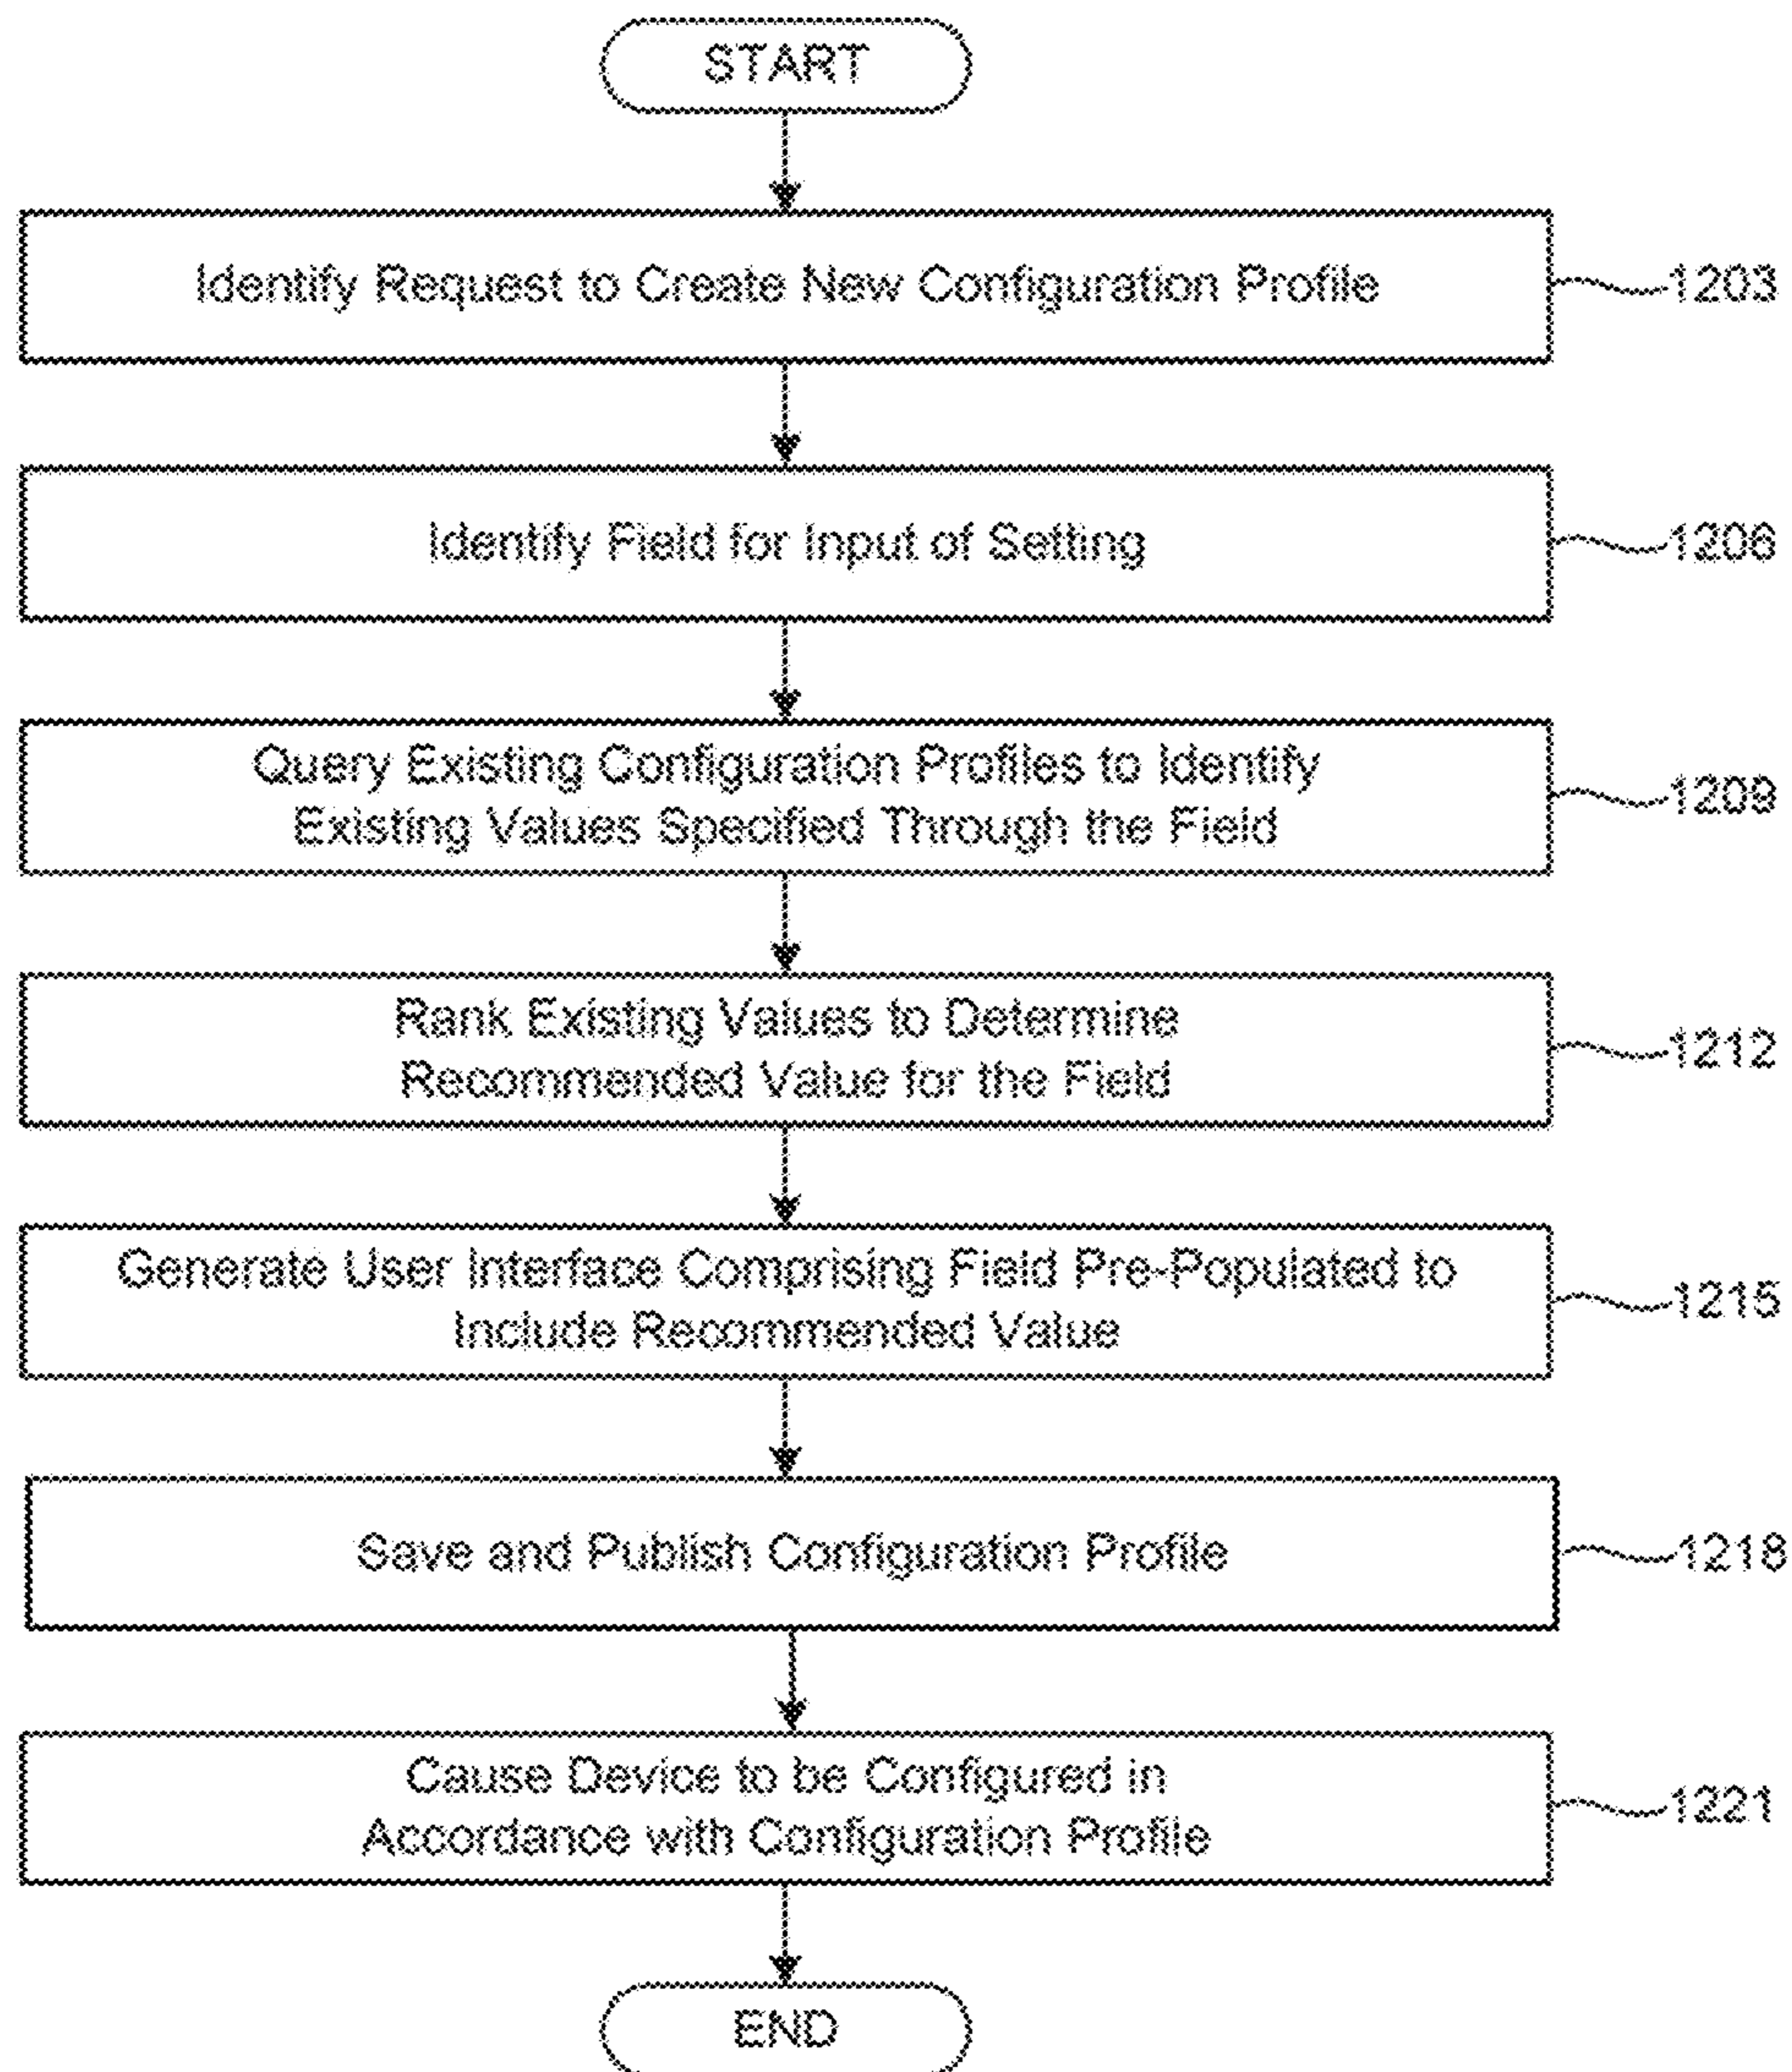 START
Identify Request to Create New Configuration Profile
1203
Identify Field for Input of Setting
1206
Query Existing Configuration Profiles to Identify
Existing Values Specified Through the Field
1209
Rank Existing Values to Determine
Recommended Value for the Field
1212
Generate User Interface Comprising Field Pre-Populated to
Include Recommended Value
1215
Save and Publish Configuration Profile
1218
Cause Device to be Configured in
Accordance with Configuration Profile
1221
END